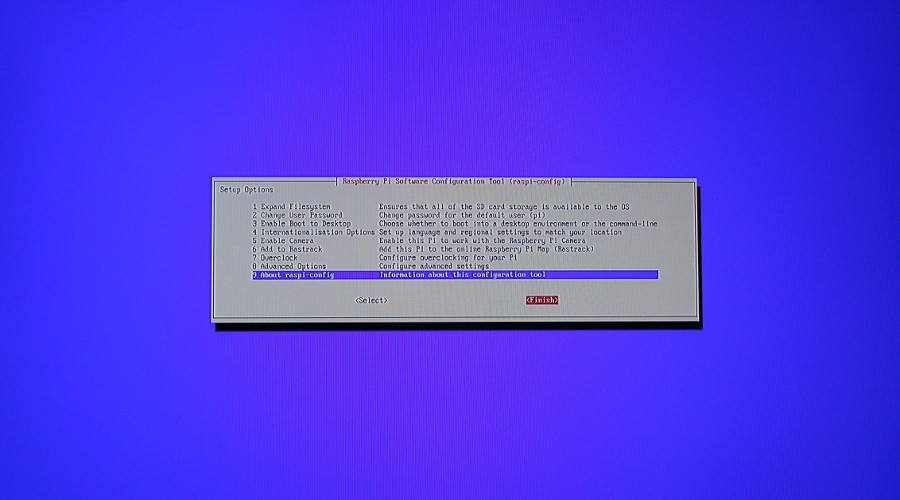 Raspberry Pi Software Configuration Tool (raspi-config)
Setup Options
1 Expand Filesystem Ensures that all of the SD card storage is available to the OS
2 Change User Password Change password for the default user (pi)
3 Enable Boot to Desktop Choose whether to boot into a desktop environment or the command-line
4 Internationalisation Options Set up language and regional settings to match your location
5 Enable Camera Enable this Pi to work with the Raspberry Pi Camera
6 Add to Rastrack Add this Pi to the online Raspberry Pi Map (Rastrack)
7 Overclock Configure overclocking for your Pi
8 Advanced Options Configure advanced settings
9 About raspi-config Information about this configuration tool
<Select> <Finish>